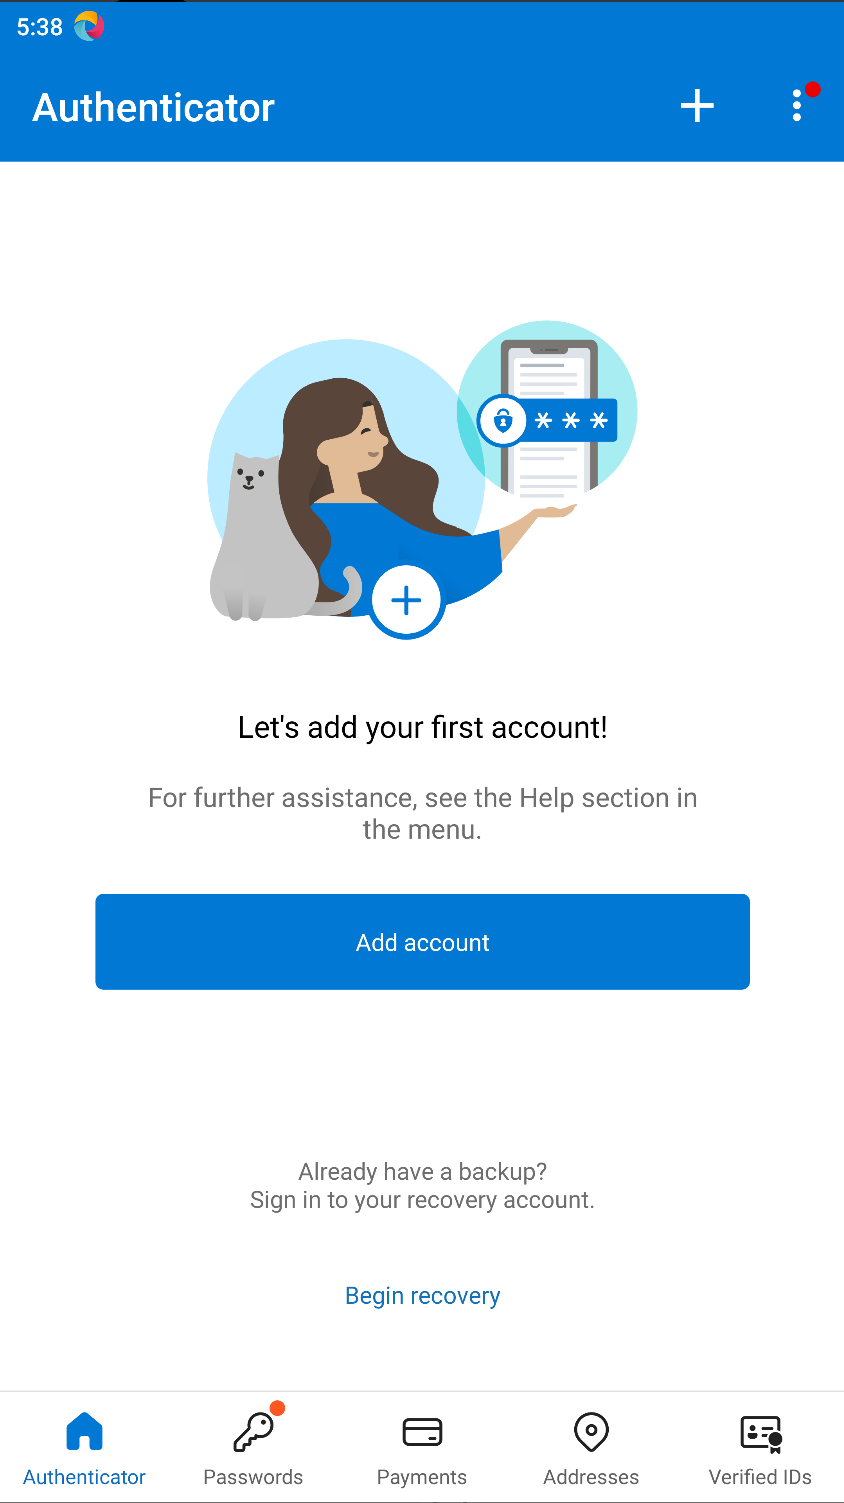 5:38
Authenticator
* * *
Let's add your first account!
For further assistance, see the Help section in
the menu.
Add account
Already have a backup?
Sign in to your recovery account.
Begin recovery
Authenticator
Passwords
Payments
Addresses
Verified IDs